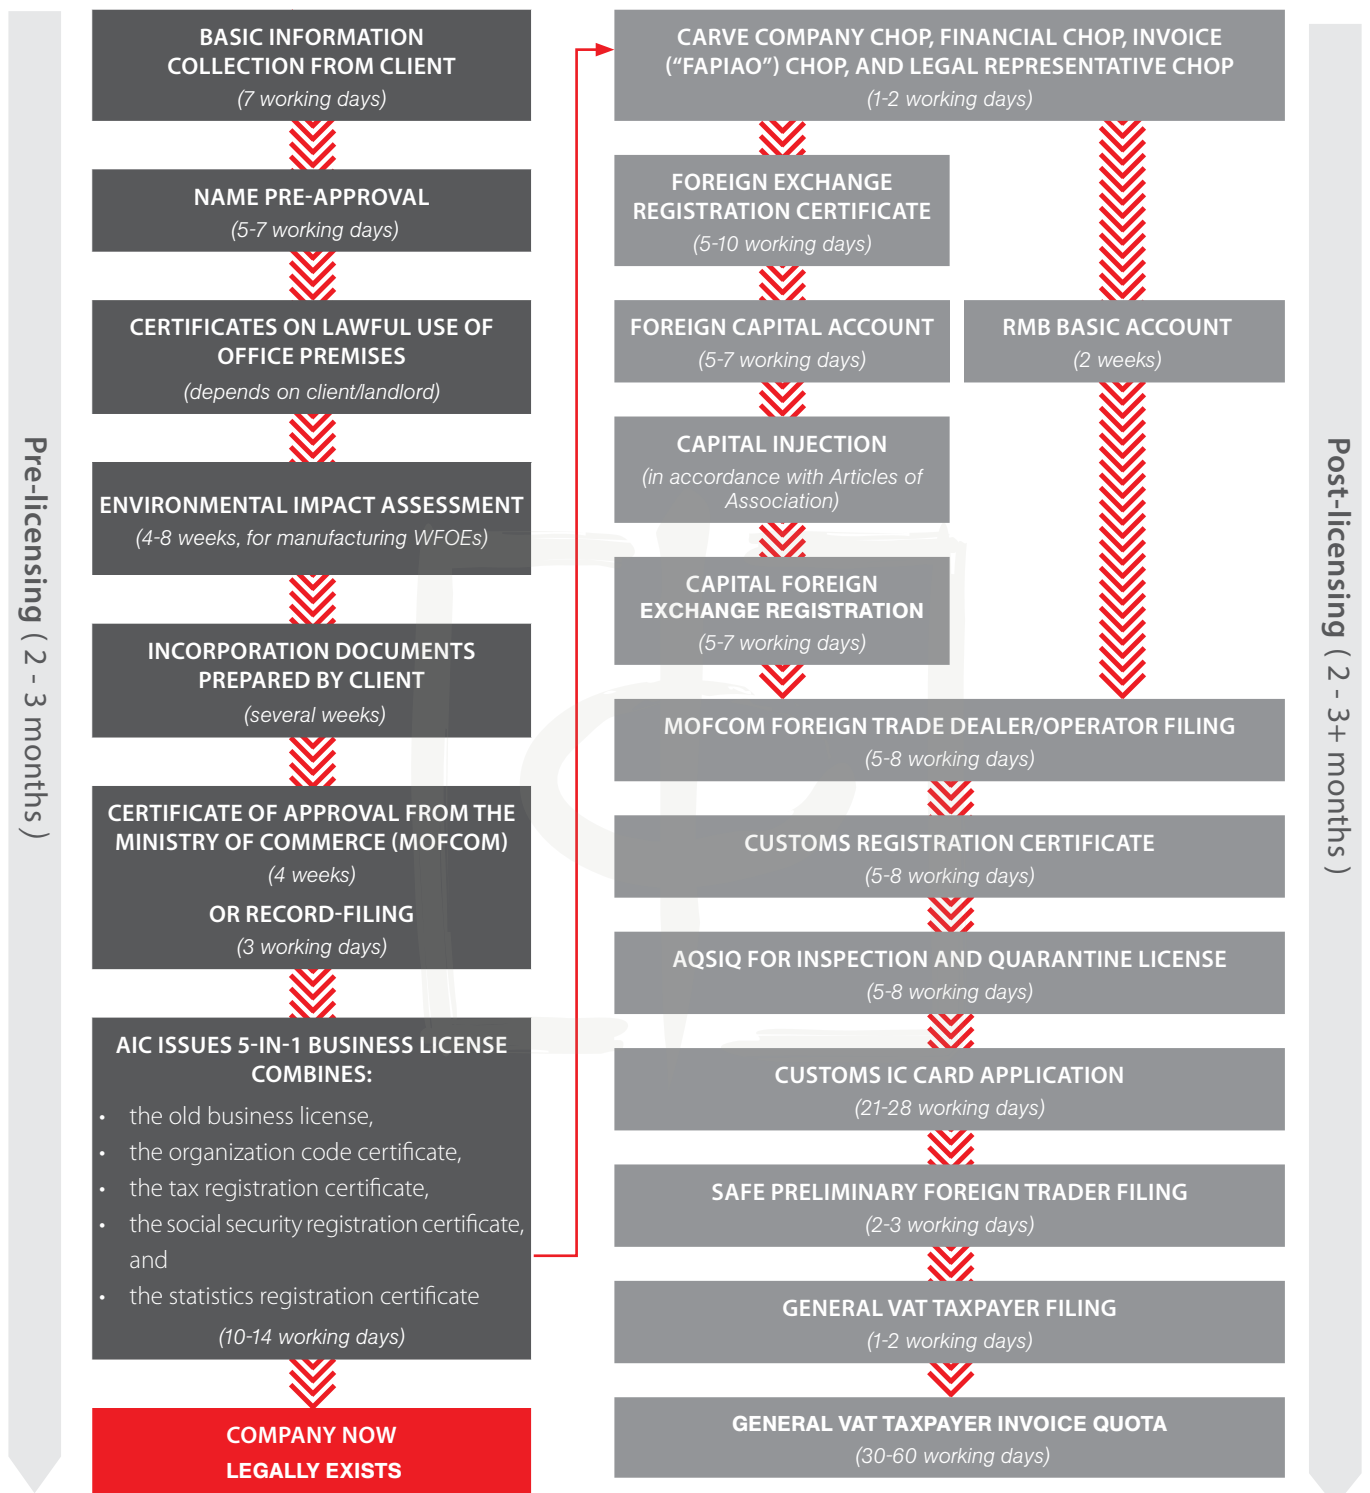 Pre-licensing ( 2 - 3 months )
BASIC INFORMATION
COLLECTION FROM CLIENT
(7 working days)
NAME PRE-APPROVAL
(5-7 working days)
CERTIFICATES ON LAWFUL USE OF
OFFICE PREMISES
(depends on client/landlord)
ENVIRONMENTAL IMPACT ASSESSMENT
(4-8 weeks, for manufacturing WFOEs)
INCORPORATION DOCUMENTS
PREPARED BY CLIENT
(several weeks)
CERTIFICATE OF APPROVAL FROM THE
MINISTRY OF COMMERCE (MOFCOM)
(4 weeks)
OR RECORD-FILING
(3 working days)
AIC ISSUES 5-IN-1 BUSINESS LICENSE
COMBINES:
• the old business license,
• the organization code certificate,
• the tax registration certificate,
• the social security registration certificate,
and
• the statistics registration certificate
(10-14 working days)
COMPANY NOW
LEGALLY EXISTS
CARVE COMPANY CHOP, FINANCIAL CHOP, INVOICE
(“FAPIAO”) CHOP, AND LEGAL REPRESENTATIVE CHOP
(1-2 working days)
FOREIGN EXCHANGE
REGISTRATION CERTIFICATE
(5-10 working days)
FOREIGN CAPITAL ACCOUNT
(5-7 working days)
RMB BASIC ACCOUNT
(2 weeks)
CAPITAL INJECTION
(in accordance with Articles of
Association)
CAPITAL FOREIGN
EXCHANGE REGISTRATION
(5-7 working days)
MOFCOM FOREIGN TRADE DEALER/OPERATOR FILING
(5-8 working days)
CUSTOMS REGISTRATION CERTIFICATE
(5-8 working days)
AQSIQ FOR INSPECTION AND QUARANTINE LICENSE
(5-8 working days)
CUSTOMS IC CARD APPLICATION
(21-28 working days)
SAFE PRELIMINARY FOREIGN TRADER FILING
(2-3 working days)
GENERAL VAT TAXPAYER FILING
(1-2 working days)
GENERAL VAT TAXPAYER INVOICE QUOTA
(30-60 working days)
Post-licensing ( 2 - 3+ months )